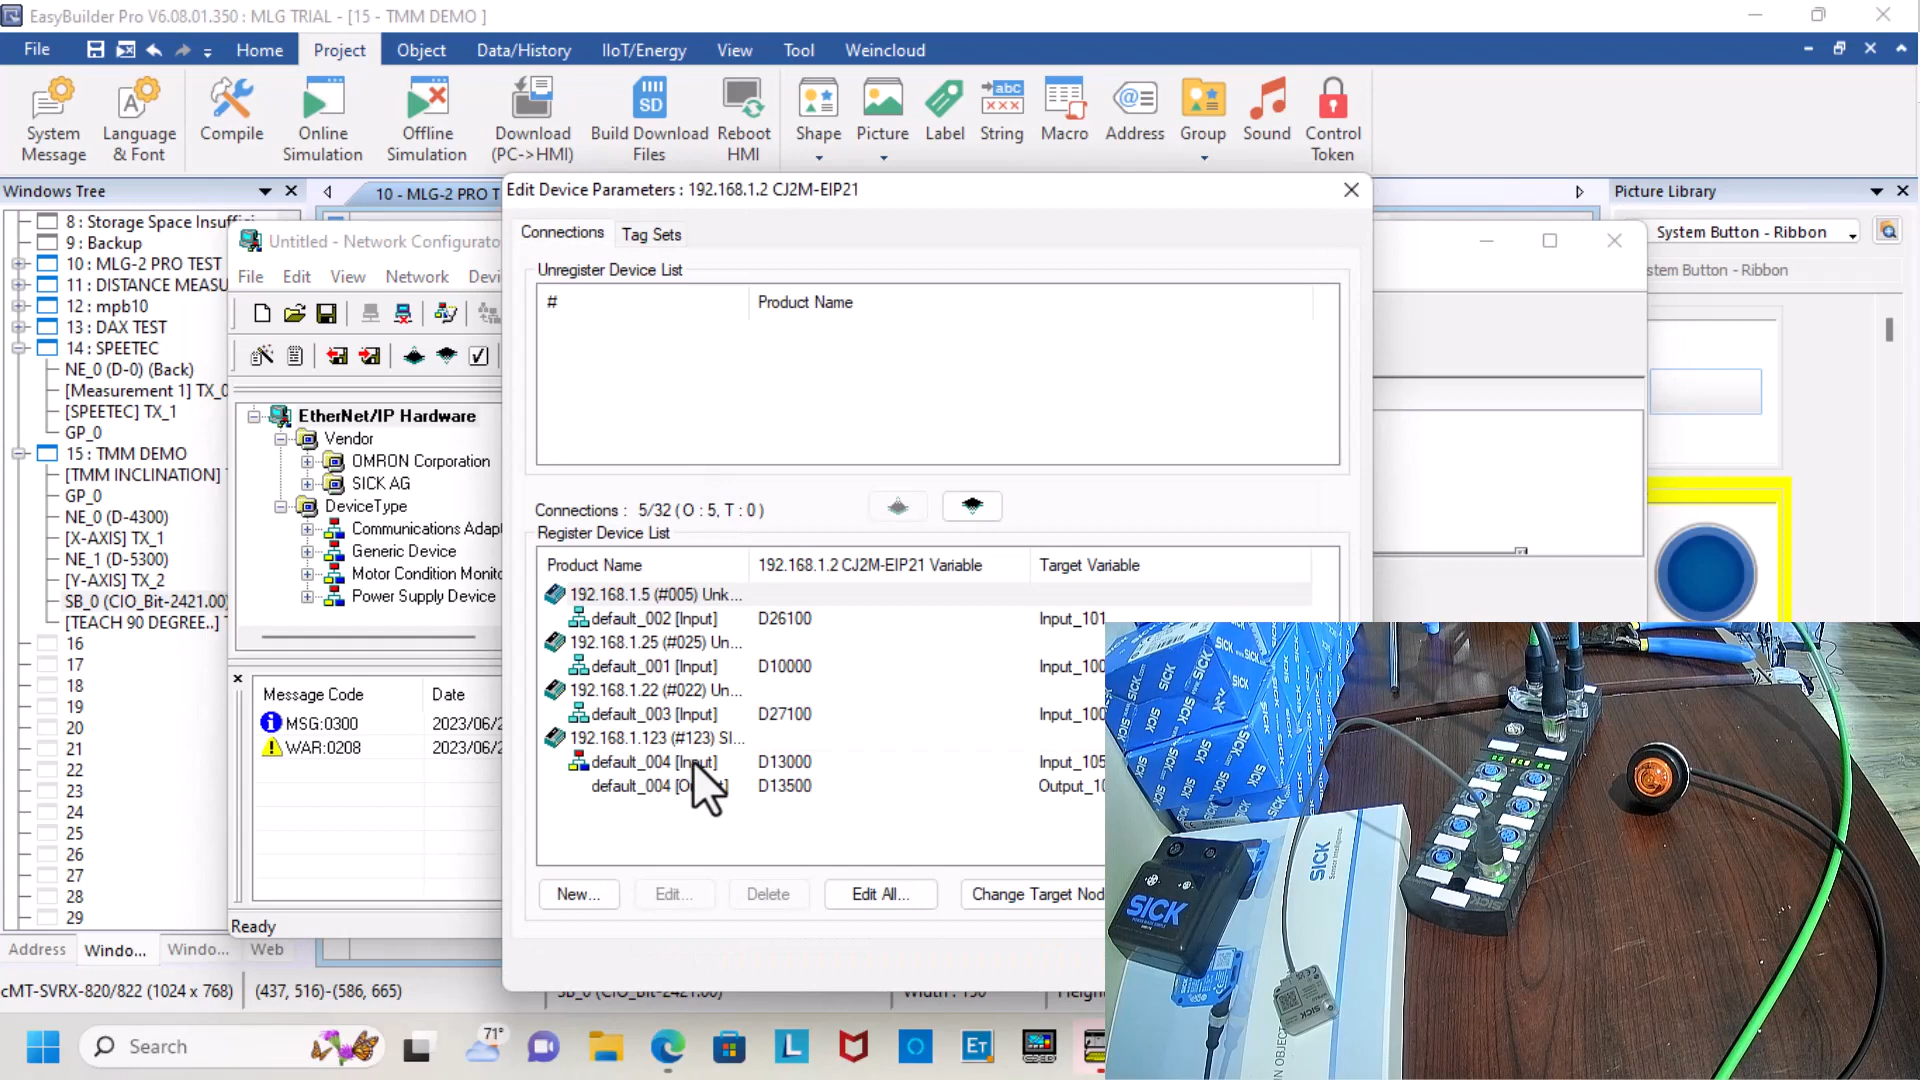 EasyBuilder Pro V6.08.01.350 : MLG TRIAL - [15 - TMM DEMO ]
File Home Project Object Data/History IIoT/Energy View Tool Weincloud
System Message
Language & Font
Compile
Online Simulation
Offline Simulation
Download (PC->HMI)
Build Download Files
Reboot HMI
Shape
Picture
Label
String
Macro
Address
Group
Sound
Control Token
Windows Tree
8 : Storage Space Insuffici
9 : Backup
10 : MLG-2 PRO TEST
11 : DISTANCE MEASU
12 : mpb10
13 : DAX TEST
14 : SPEETEC
NE_0 (D-0) (Back)
[Measurement 1] TX_0
[SPEETEC] TX_1
GP_0
15 : TMM DEMO
[TMM INCLINATION]
GP_0
NE_0 (D-4300)
[X-AXIS] TX_1
NE_1 (D-5300)
[Y-AXIS] TX_2
SB_0 (CIO_Bit-2421.00)
[TEACH 90 DEGREE..]
16
17
18
19
20
21
22
23
24
25
26
27
28
29
Address Windo... Windo... Web
10 - MLG-2 PRO T
Untitled - Network Configurato
File Edit View Network Devi
EtherNet/IP Hardware
Vendor
OMRON Corporation
SICK AG
DeviceType
Communications Adap
Generic Device
Motor Condition Monito
Power Supply Device
Message Code Date
MSG:0300 2023/06/2
WAR:0208 2023/06/2
Ready
Edit Device Parameters : 192.168.1.2 CJ2M-EIP21
Connections Tag Sets
Unregister Device List
# Product Name
Connections : 5/32 ( O : 5, T : 0 )
Register Device List
Product Name 192.168.1.2 CJ2M-EIP21 Variable Target Variable
192.168.1.5 (#005) Unk...
default_002 [Input] D26100 Input_101
192.168.1.25 (#025) Un...
default_001 [Input] D10000 Input_100
192.168.1.22 (#022) Un...
default_003 [Input] D27100 Input_100
192.168.1.123 (#123) SI...
default_004 [Input] D13000 Input_105
default_004 [O D13500 Output_10
New... Edit... Delete Edit All... Change Target Nod
Picture Library
System Button - Ribbon
stem Button - Ribbon
cMT-SVRX-820/822 (1024 x 768) (437, 516)-(586, 665)
Search
71°
SICK
SICK
SICK
SICK
SICK
SICK